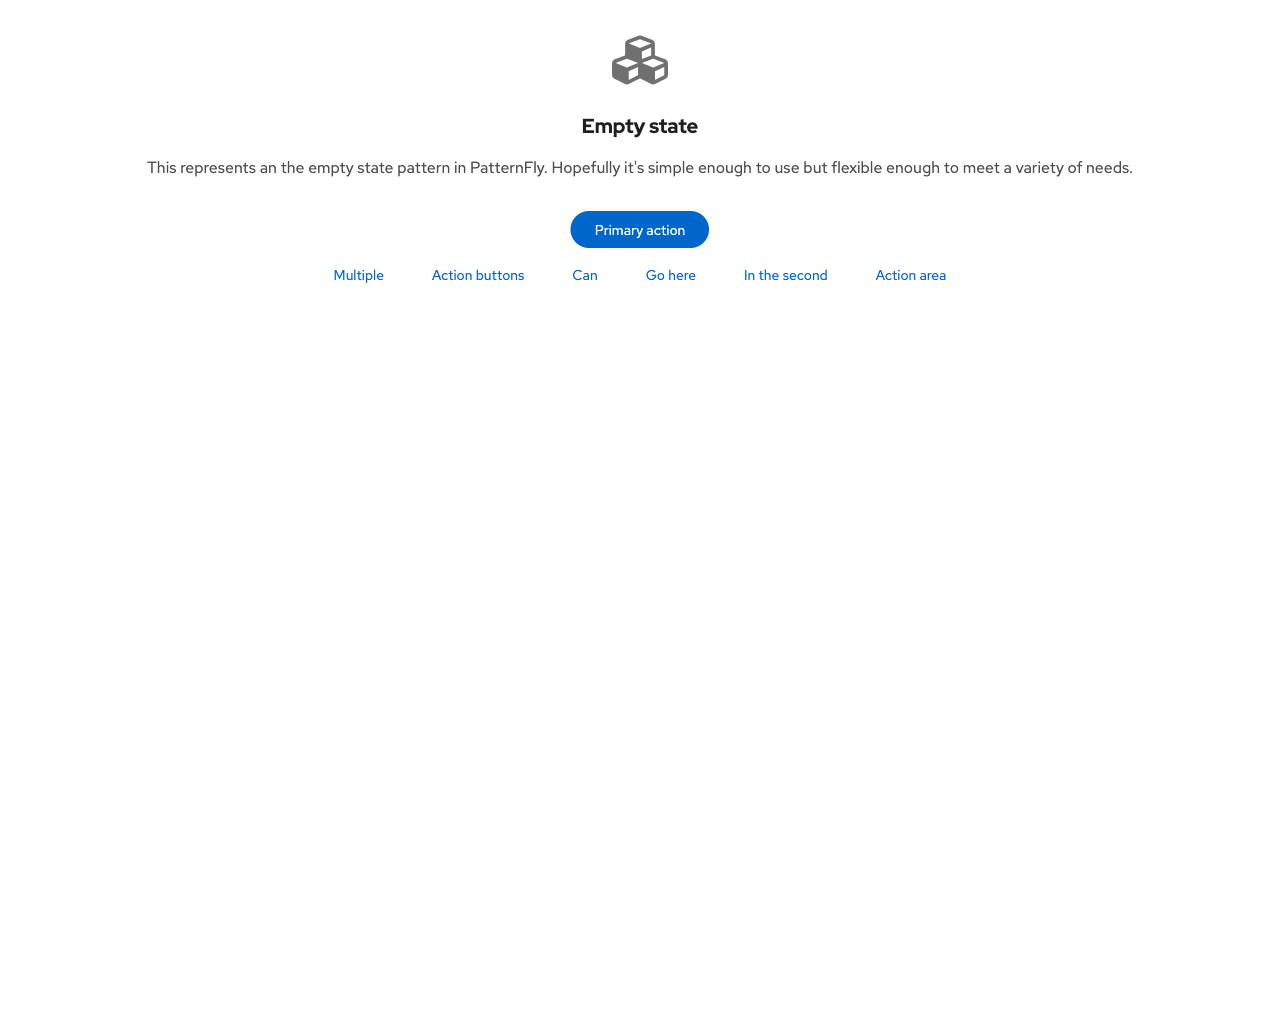 Empty state
This represents an the empty state pattern in PatternFly. Hopefully it's simple enough to use but flexible enough to meet a variety of needs.
Primary action
Multiple Action buttons Can Go here In the second Action area